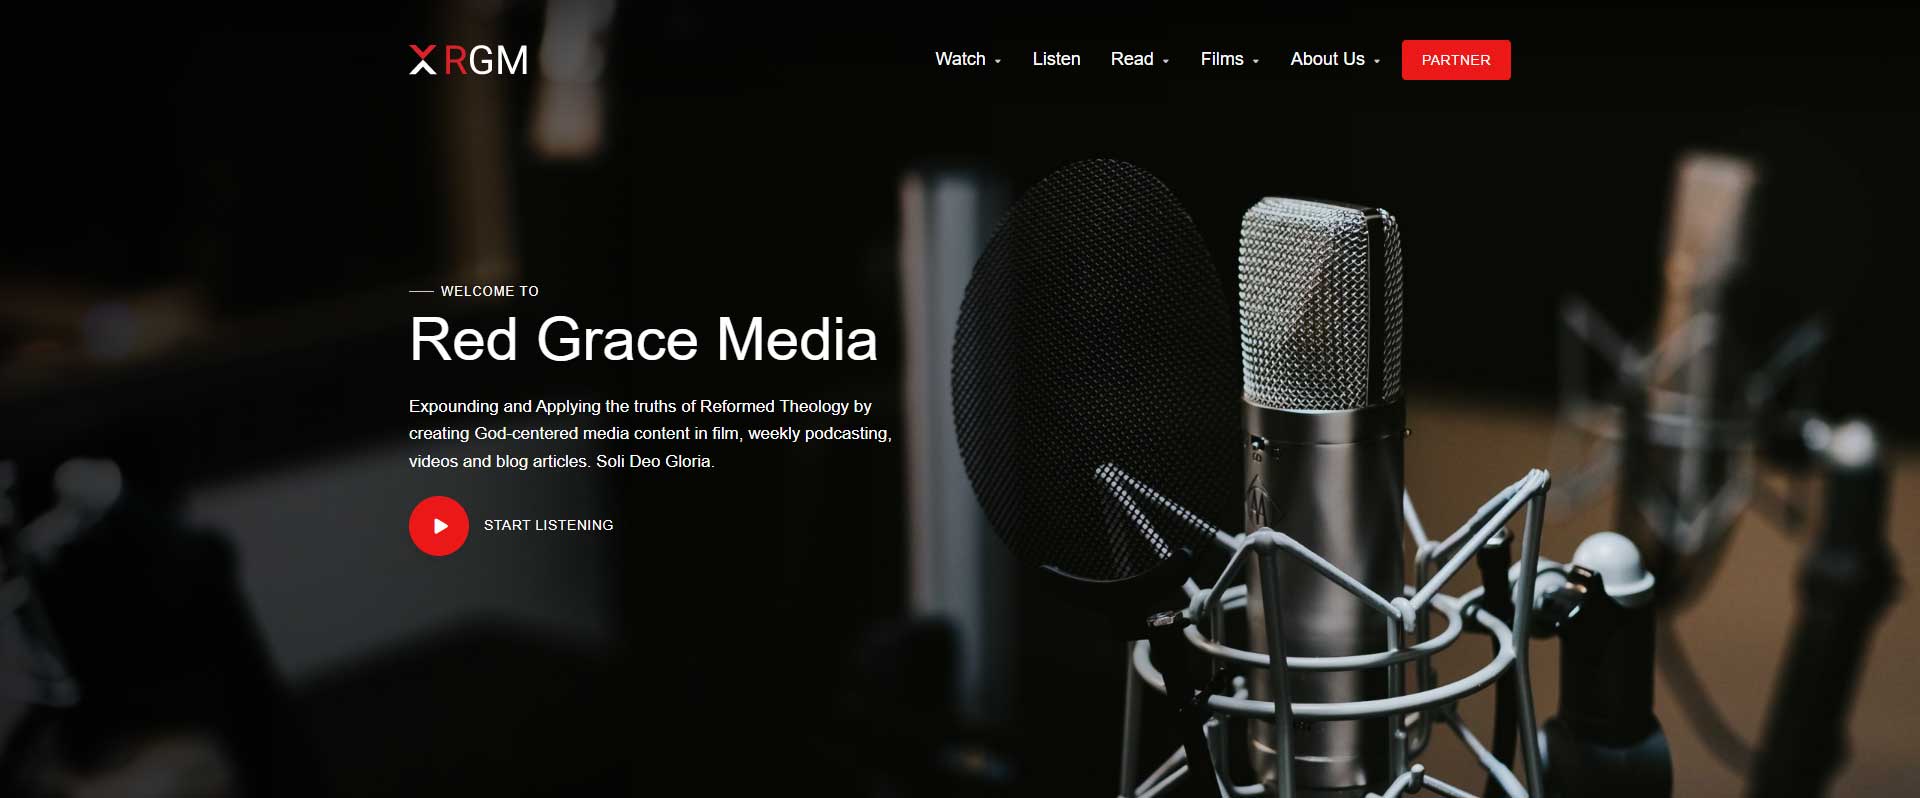 RGM
Watch Listen Read Films About Us PARTNER
WELCOME TO
Red Grace Media
Expounding and Applying the truths of Reformed Theology by
creating God-centered media content in film, weekly podcasting,
videos and blog articles. Soli Deo Gloria.
START LISTENING